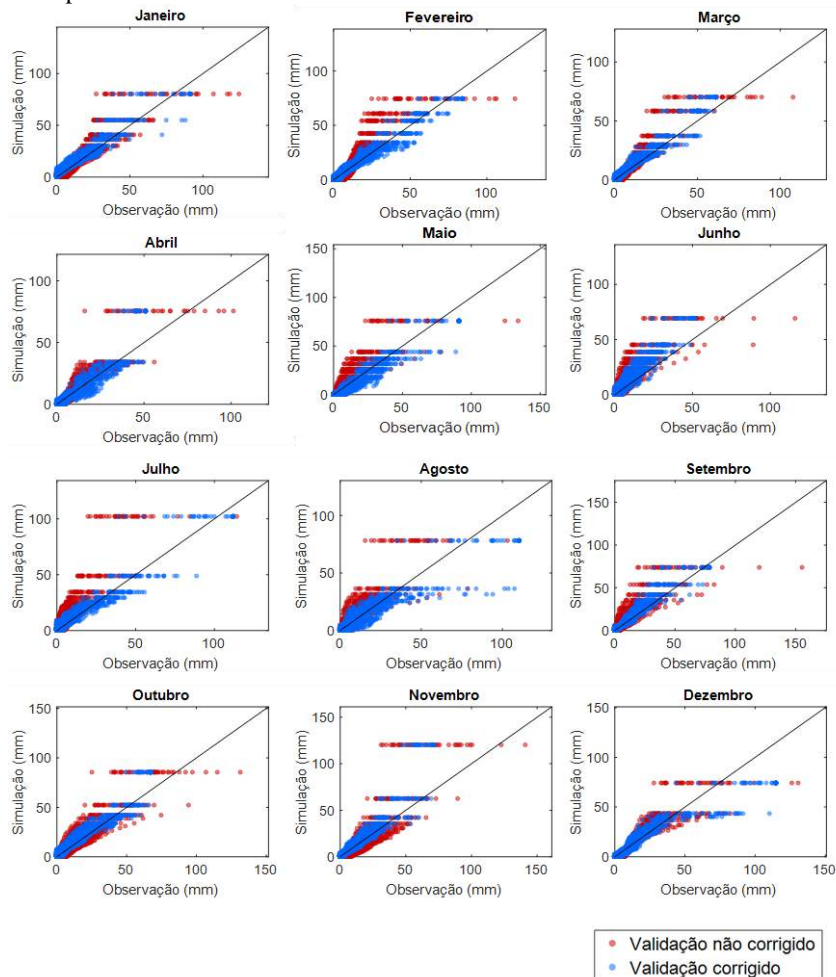 Janeiro
Simulação (mm)
100
50
0
0
50
100
Observação (mm)
Fevereiro
Simulação (mm)
100
50
0
0
50
100
Observação (mm)
Março
Simulação (mm)
100
50
0
0
50
100
Observação (mm)
Abril
Simulação (mm)
100
50
0
0
50
100
Observação (mm)
Maio
Simulação (mm)
150
100
50
0
0
50
100
150
Observação (mm)
Junho
Simulação (mm)
100
50
0
0
50
100
Observação (mm)
Julho
Simulação (mm)
100
50
0
0
50
100
Observação (mm)
Agosto
Simulação (mm)
100
50
0
0
50
100
Observação (mm)
Setembro
Simulação (mm)
150
100
50
0
0
50
100
150
Observação (mm)
Outubro
Simulação (mm)
150
100
50
0
0
50
100
150
Observação (mm)
Novembro
Simulação (mm)
150
100
50
0
0
50
100
150
Observação (mm)
Dezembro
Simulação (mm)
150
100
50
0
0
50
100
150
Observação (mm)
Validação não corrigido
Validação corrigido